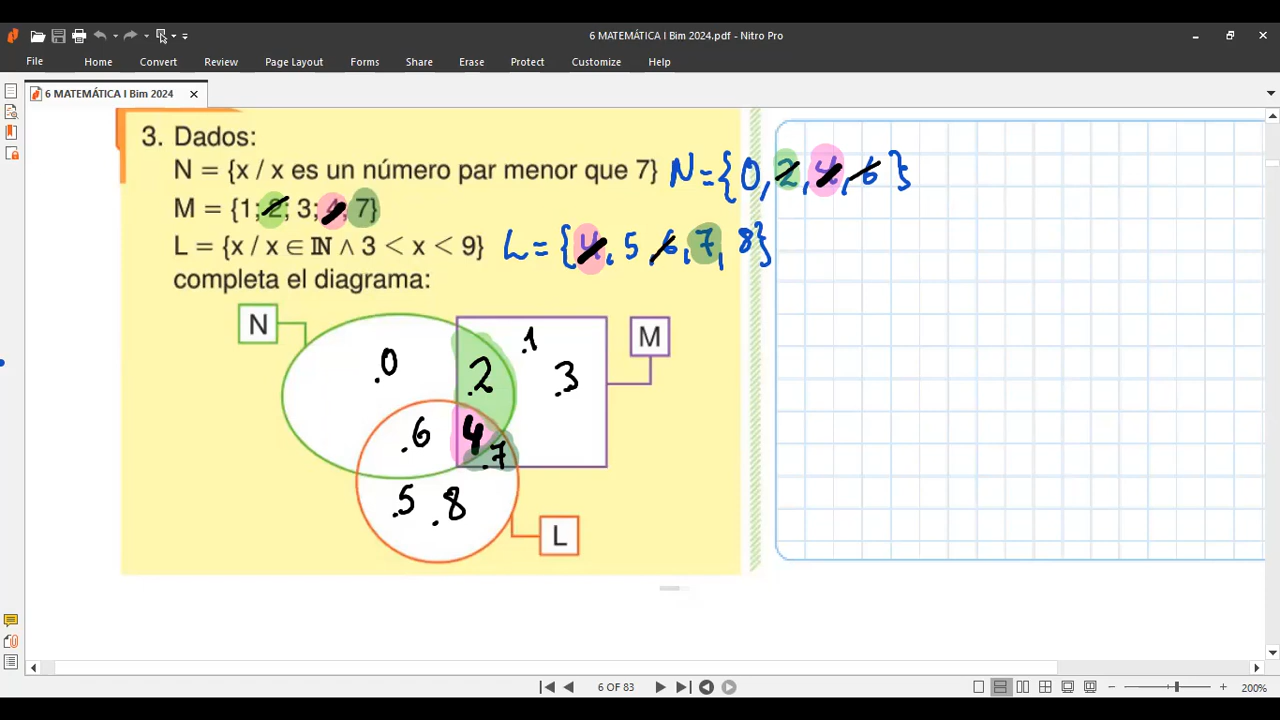 6 MATEMÁTICA I Bim 2024.pdf - Nitro Pro
File Home Convert Review Page Layout Forms Share Erase Protect Customize Help
6 MATEMÁTICA I Bim 2024
3. Dados:
N = {x / x es un número par menor que 7} N={0, 2, 4, 6}
M = {1; 2; 3; 4; 7}
L = {x / x ∈ ℕ ∧ 3 < x < 9} L={4, 5, 6, 7, 8}
completa el diagrama:
N
M
.1
.0
.2
.3
.6
4
.7
.5 .8
L
6 OF 83
200%